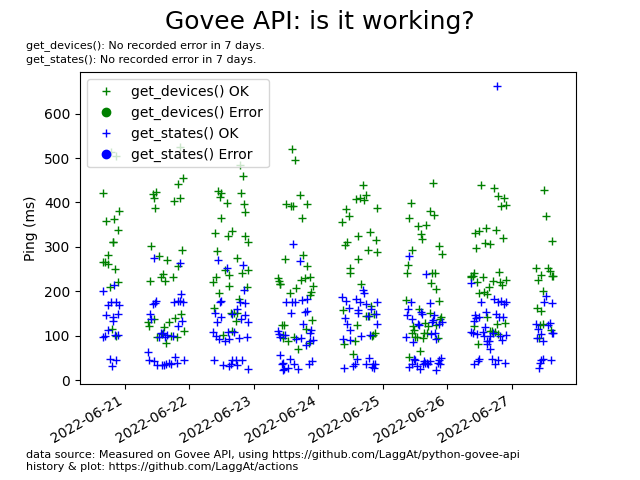 Govee API: is it working?
get_devices(): No recorded error in 7 days.
get_states(): No recorded error in 7 days.
get_devices() OK
get_devices() Error
get_states() OK
get_states() Error
Ping (ms)
600
500
400
300
200
100
0
2022-06-21
2022-06-22
2022-06-23
2022-06-24
2022-06-25
2022-06-26
2022-06-27
data source: Measured on Govee API, using https://github.com/LaggAt/python-govee-api
history & plot: https://github.com/LaggAt/actions